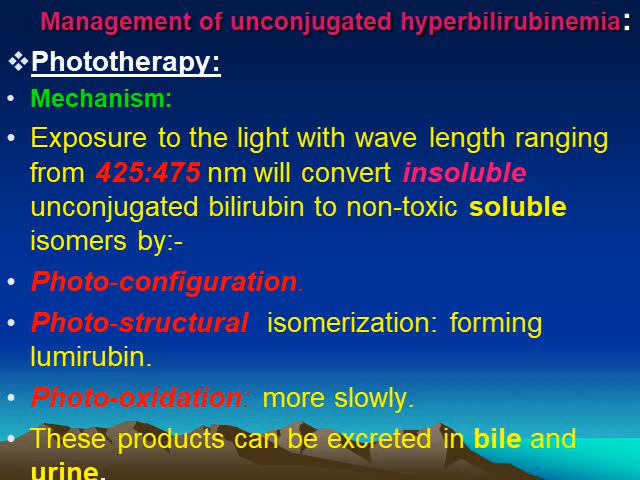 Management of unconjugated hyperbilirubinemia:
❖Phototherapy:
• Mechanism:
• Exposure to the light with wave length ranging
from 425:475 nm will convert insoluble
unconjugated bilirubin to non-toxic soluble
isomers by:-
• Photo-configuration.
• Photo-structural isomerization: forming
lumirubin.
• Photo-oxidation: more slowly.
• These products can be excreted in bile and
urine.